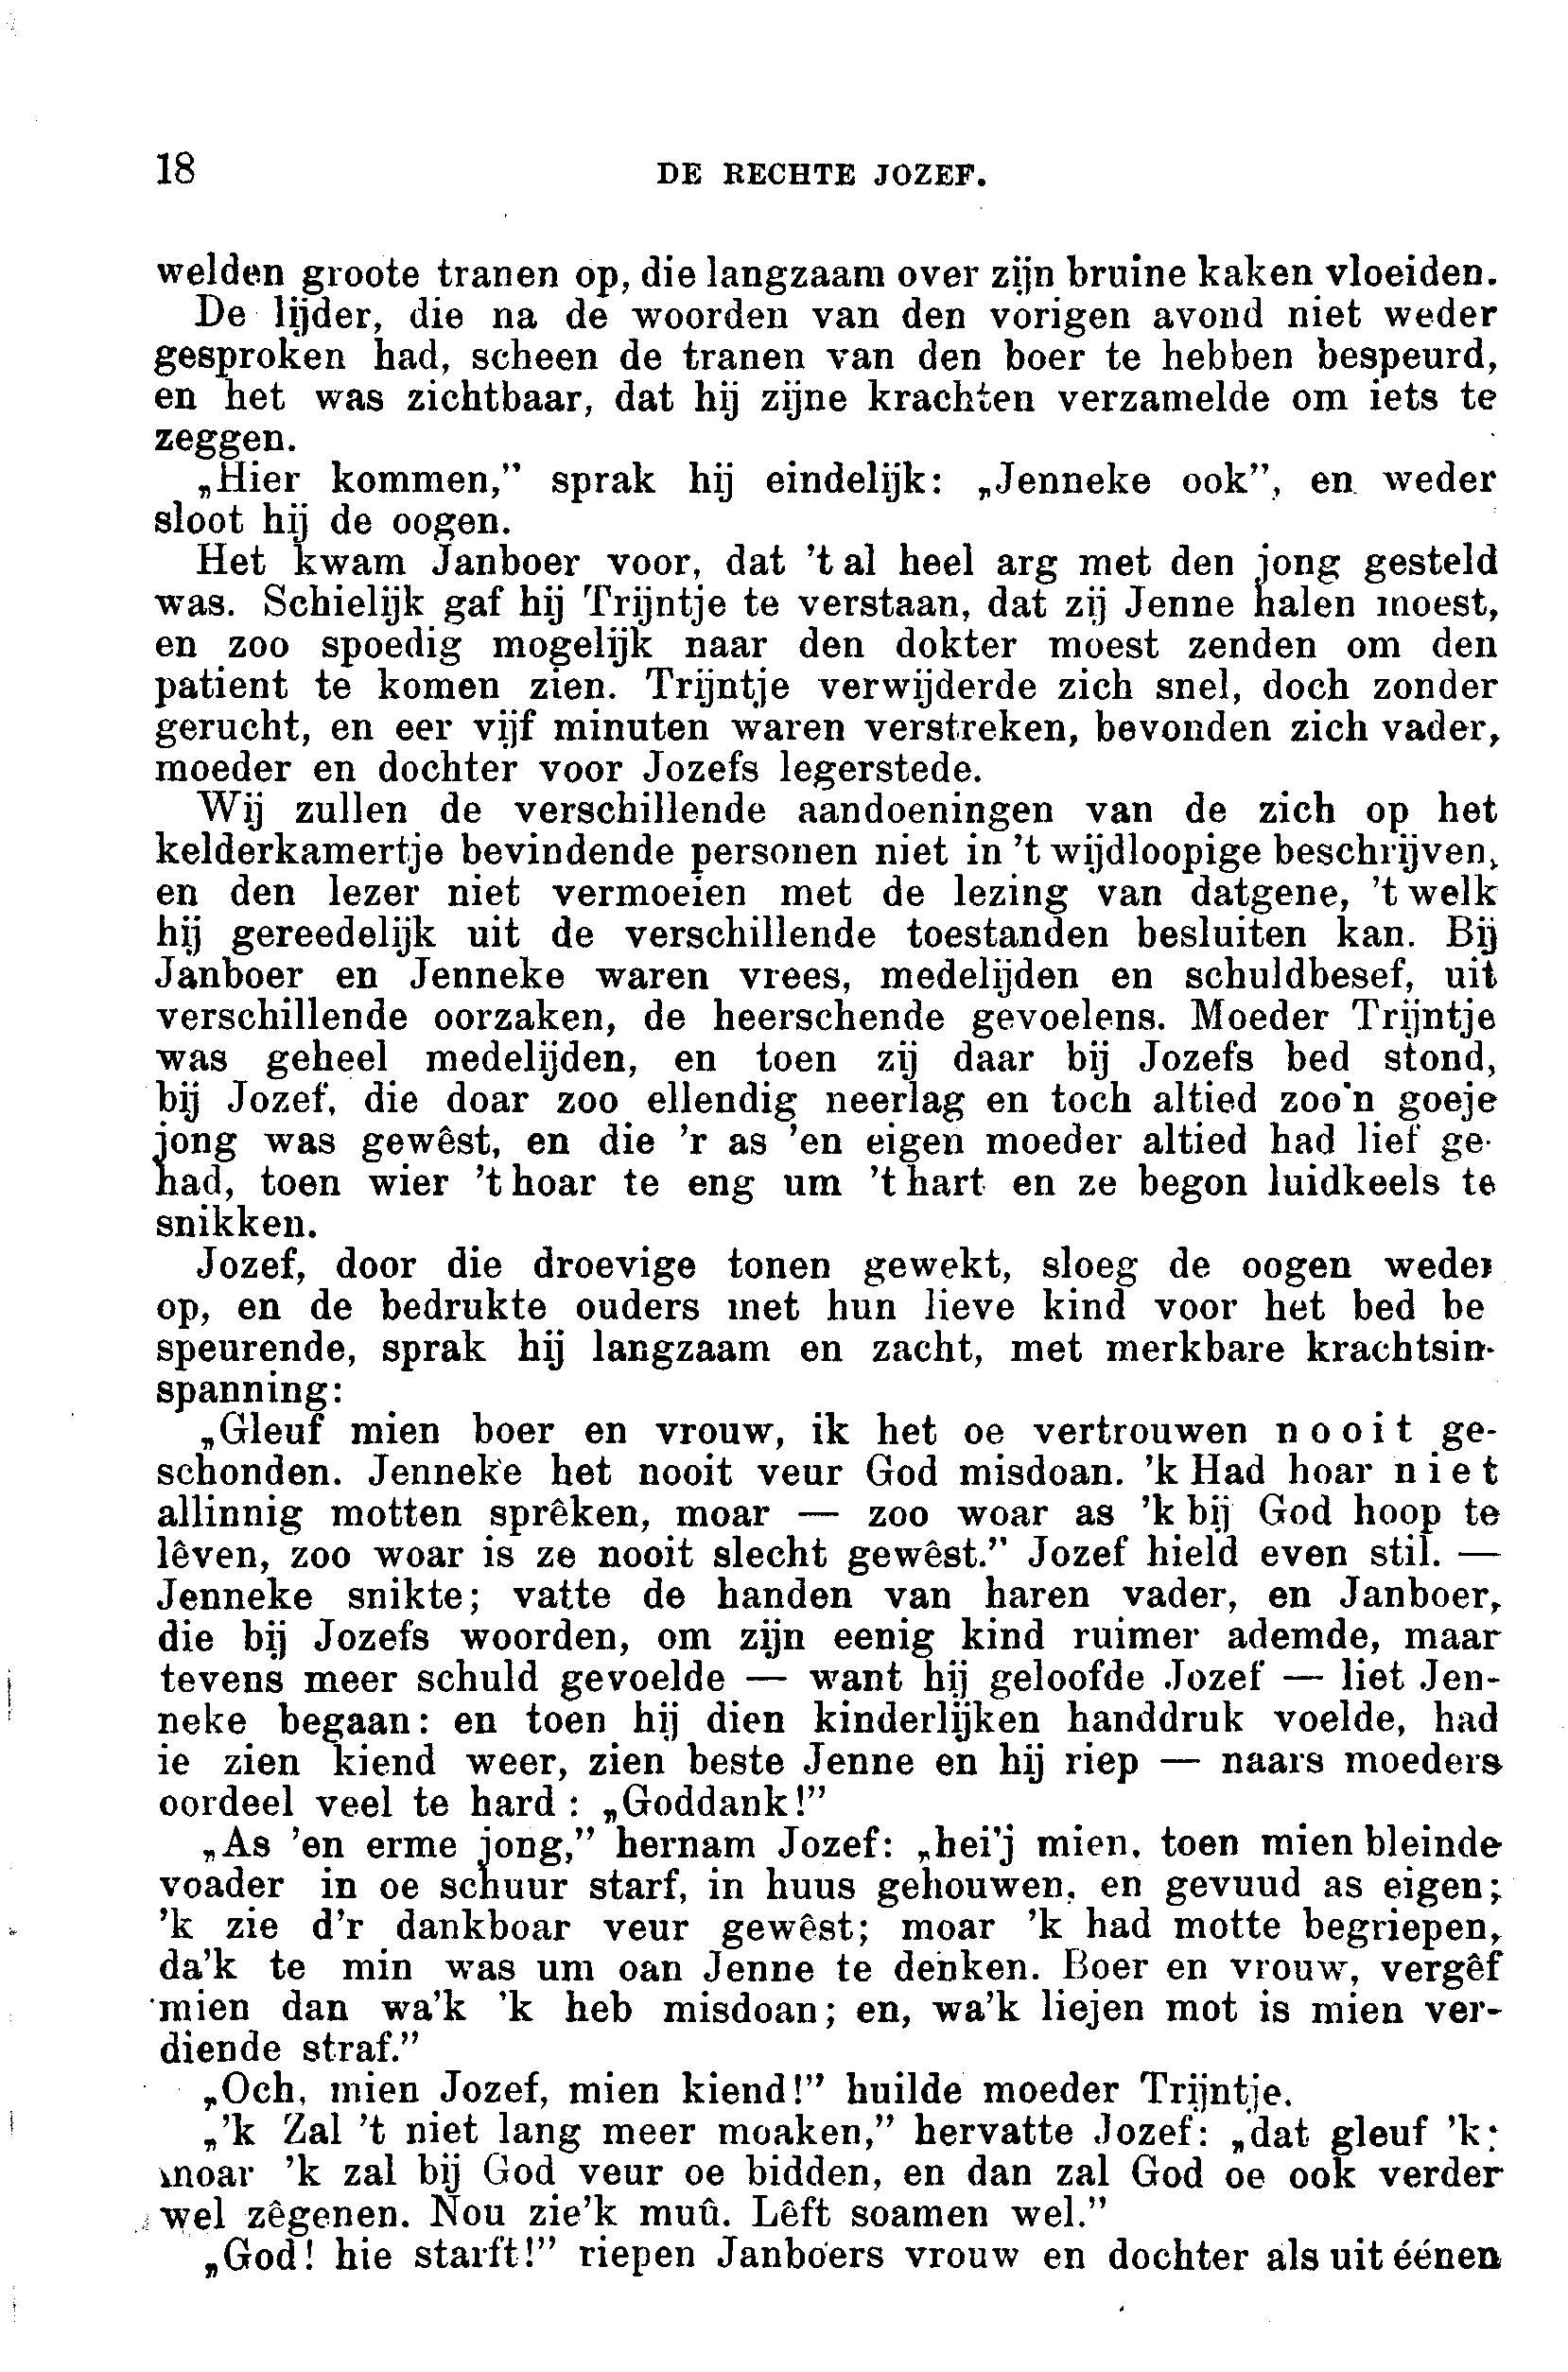 18 DE RECHTE JOZEF.
welden groote tranen op, die langzaam over zijn bruine kaken vloeiden.
De lijder, die na de woorden van den vorigen avond niet weder
gesproken had, scheen de tranen van den boer te hebben bespeurd,
en het was zichtbaar, dat hij zijne krachten verzamelde om iets te
zeggen.
„Hier kommen,” sprak hij eindelijk: „Jenneke ook”, en weder
sloot hij de oogen.
Het kwam Janboer voor, dat 't al heel arg met den jong gesteld
was. Schielijk gaf hij Trijntje te verstaan, dat zij Jenne halen moest,
en zoo spoedig mogelijk naar den dokter moest zenden om den
patient te komen zien. Trijntje verwijderde zich snel, doch zonder
gerucht, en eer vijf minuten waren verstreken, bevonden zich vader,
moeder en dochter voor Jozefs legerstede.
Wij zullen de verschillende aandoeningen van de zich op het
kelderkamertje bevindende personen niet in 't wijdloopige beschrijven,
en den lezer niet vermoeien met de lezing van datgene, 't welk
hij gereedelijk uit de verschillende toestanden besluiten kan. Bij
Janboer en Jenneke waren vrees, medelijden en schuldbesef, uit
verschillende oorzaken, de heerschende gevoelens. Moeder Trijntje
was geheel medelijden, en toen zij daar bij Jozefs bed stond,
bij Jozef, die doar zoo ellendig neerlag en toch altied zoo'n goeje
jong was gewêst, en die 'r as 'en eigen moeder altied had lief ge-
had, toen wier 't hoar te eng um 't hart en ze begon luidkeels te
snikken.
Jozef, door die droevige tonen gewekt, sloeg de oogen weder
op, en de bedrukte ouders met hun lieve kind voor het bed be
speurende, sprak hij langzaam en zacht, met merkbare krachtsin-
spanning:
„Gleuf mien boer en vrouw, ik het oe vertrouwen nooit ge-
schonden. Jenneke het nooit veur God misdoan. 'k Had hoar niet
allinnig motten sprêken, moar — zoo woar as 'k bij God hoop te
lêven, zoo woar is ze nooit slecht gewêst.” Jozef hield even stil. —
Jenneke snikte; vatte de handen van haren vader, en Janboer,
die bij Jozefs woorden, om zijn eenig kind ruimer ademde, maar
tevens meer schuld gevoelde — want hij geloofde Jozef — liet Jen-
neke begaan: en toen hij dien kinderlijken handdruk voelde, had
ie zien kiend weer, zien beste Jenne en hij riep — naars moeders
oordeel veel te hard: „Goddank!”
„As 'en erme jong,” hernam Jozef: „hei'j mien, toen mien bleinde
voader in oe schuur starf, in huus gehouwen, en gevuud as eigen;
'k zie d'r dankboar veur gewêst; moar 'k had motte begriepen,
da'k te min was um oan Jenne te denken. Boer en vrouw, vergêf
mien dan wa'k 'k heb misdoan; en, wa'k liejen mot is mien ver-
diende straf.”
„Och, mien Jozef, mien kiend!” huilde moeder Trijntje.
„'k Zal 't niet lang meer moaken,” hervatte Jozef: „dat gleuf 'k;
moar 'k zal bij God veur oe bidden, en dan zal God oe ook verder
wel zêgenen. Nou zie'k muû. Lêft soamen wel.”
„God! hie starft!” riepen Janboers vrouw en dochter als uit éénen